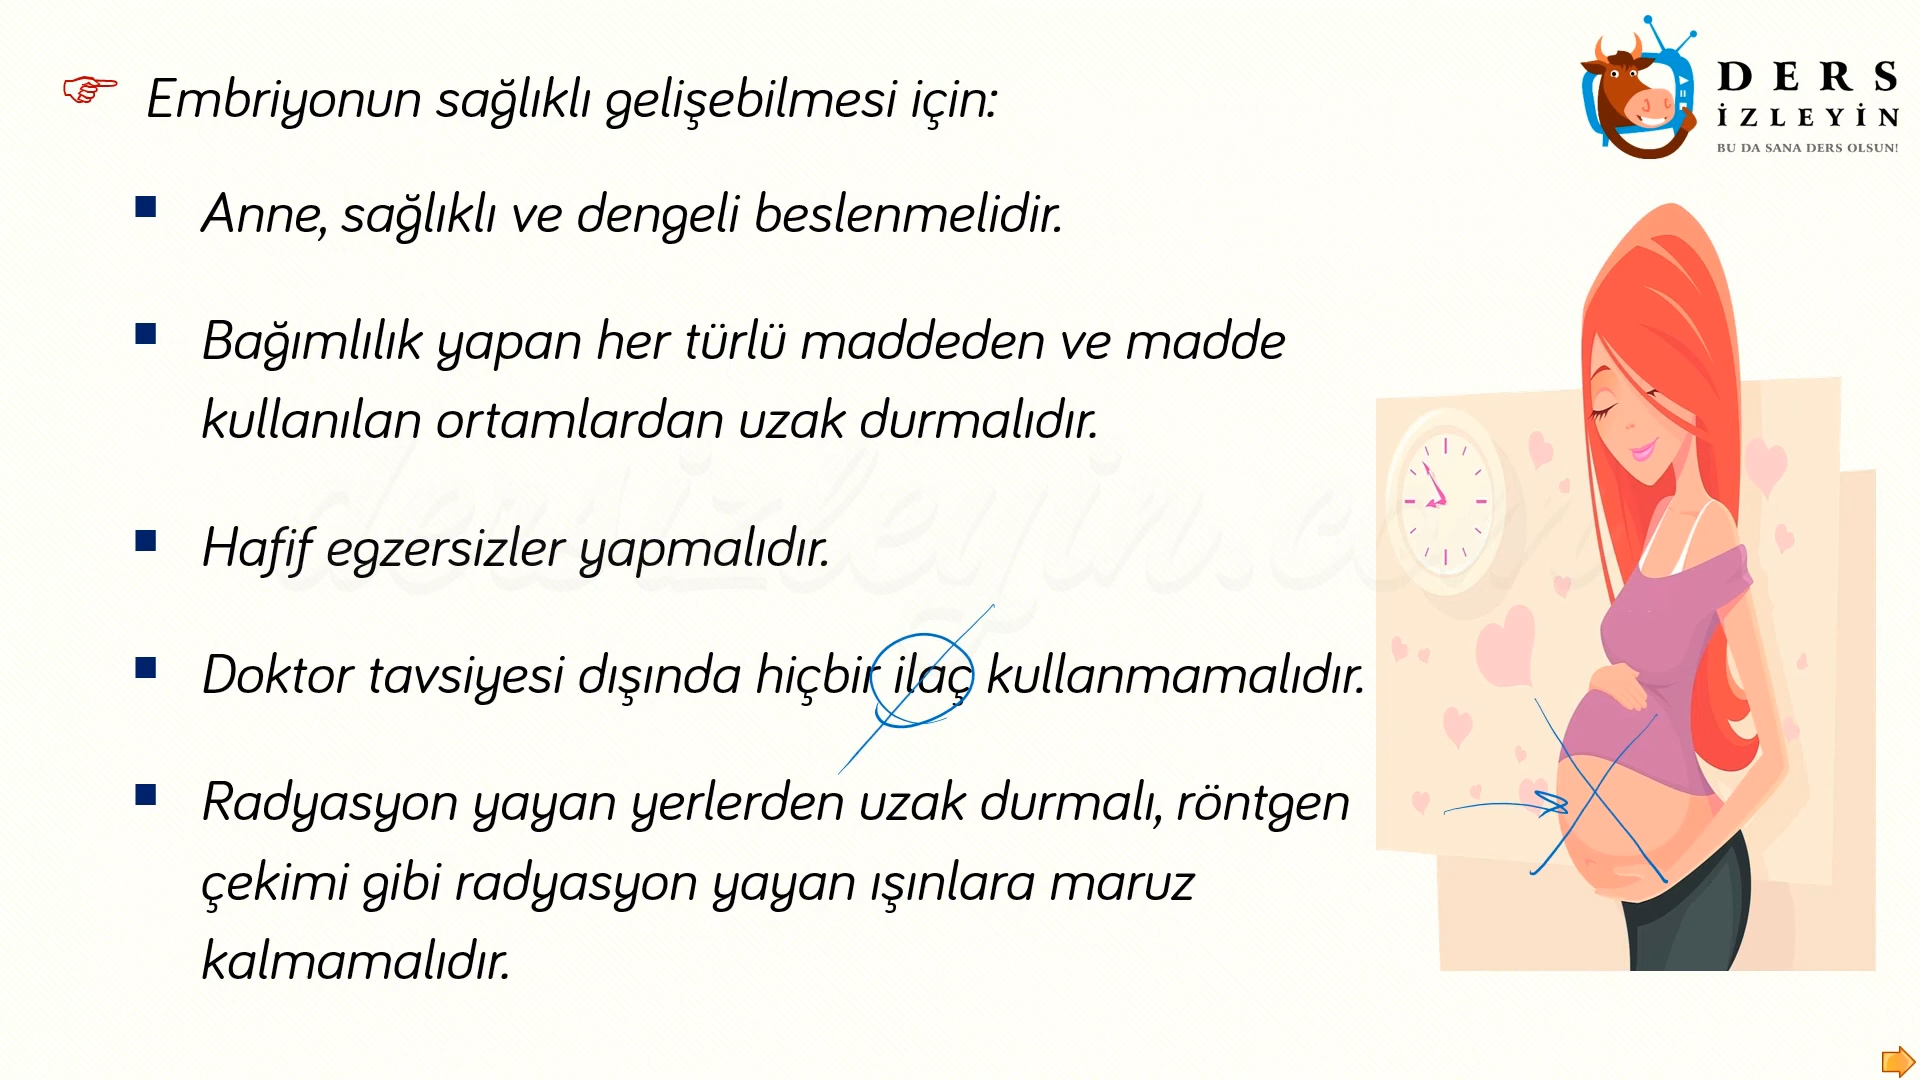 Embriyonun sağlıklı gelişebilmesi için:
DERS
İZLEYİN
BU DA SANA DERS OLSUN!
Anne, sağlıklı ve dengeli beslenmelidir.
Bağımlılık yapan her türlü maddeden ve madde
kullanılan ortamlardan uzak durmalıdır.
dersizleyin.com
Hafif egzersizler yapmalıdır.
Doktor tavsiyesi dışında hiçbir ilaç kullanmamalıdır.
Radyasyon yayan yerlerden uzak durmalı, röntgen
çekimi gibi radyasyon yayan ışınlara maruz
kalmamalıdır.